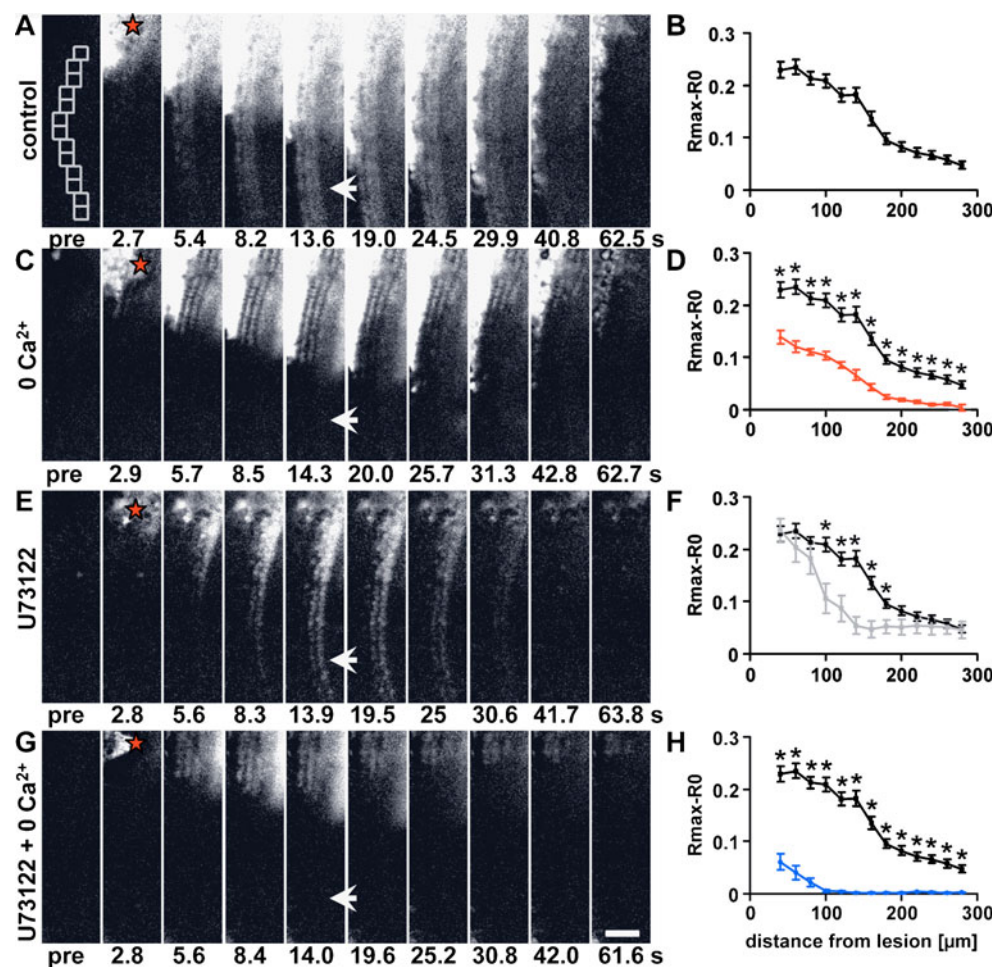 A
control
pre 2.7 5.4 8.2 13.6 19.0 24.5 29.9 40.8 62.5 s
B
Rmax-R0
0.3
0.2
0.1
0
0 100 200 300
C
0 Ca²⁺
pre 2.9 5.7 8.5 14.3 20.0 25.7 31.3 42.8 62.7 s
D
Rmax-R0
0.3
0.2
0.1
0
0 100 200 300
* * * * * * * * * * * * *
E
U73122
pre 2.8 5.6 8.3 13.9 19.5 25 30.6 41.7 63.8 s
F
Rmax-R0
0.3
0.2
0.1
0
0 100 200 300
* * * * *
G
U73122 + 0 Ca²⁺
pre 2.8 5.6 8.4 14.0 19.6 25.2 30.8 42.0 61.6 s
H
Rmax-R0
0.3
0.2
0.1
0
0 100 200 300
* * * * * * * * * * * * *
distance from lesion [µm]